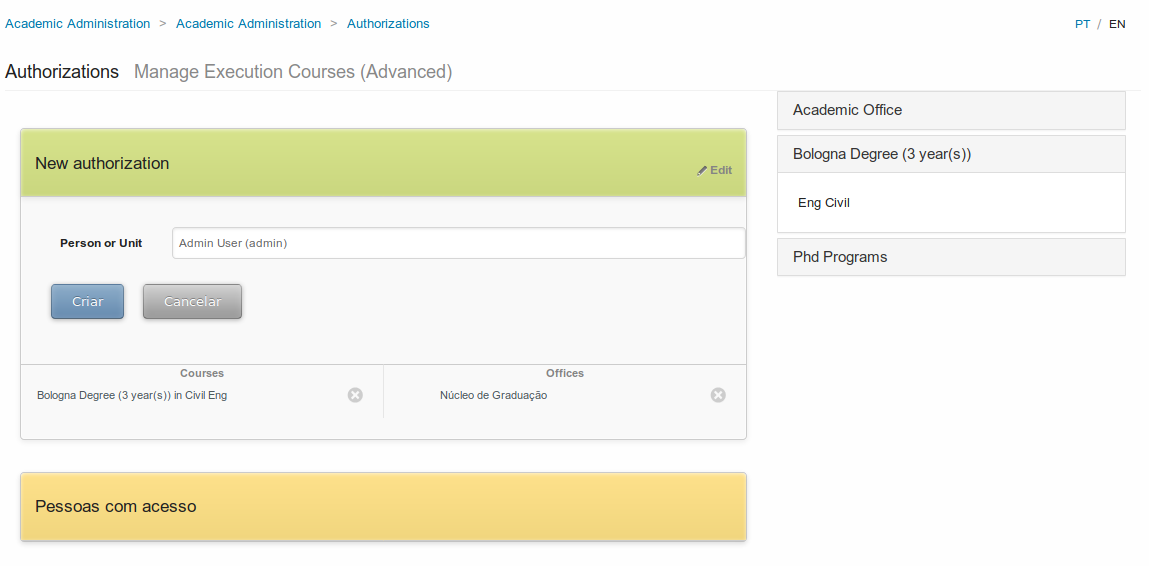 Academic Administration > Academic Administration > Authorizations
PT / EN
Authorizations Manage Execution Courses (Advanced)
New authorization
Edit
Person or Unit
Admin User (admin)
Criar
Cancelar
Courses
Offices
Bologna Degree (3 year(s)) in Civil Eng
Núcleo de Graduação
Pessoas com acesso
Academic Office
Bologna Degree (3 year(s))
Eng Civil
Phd Programs